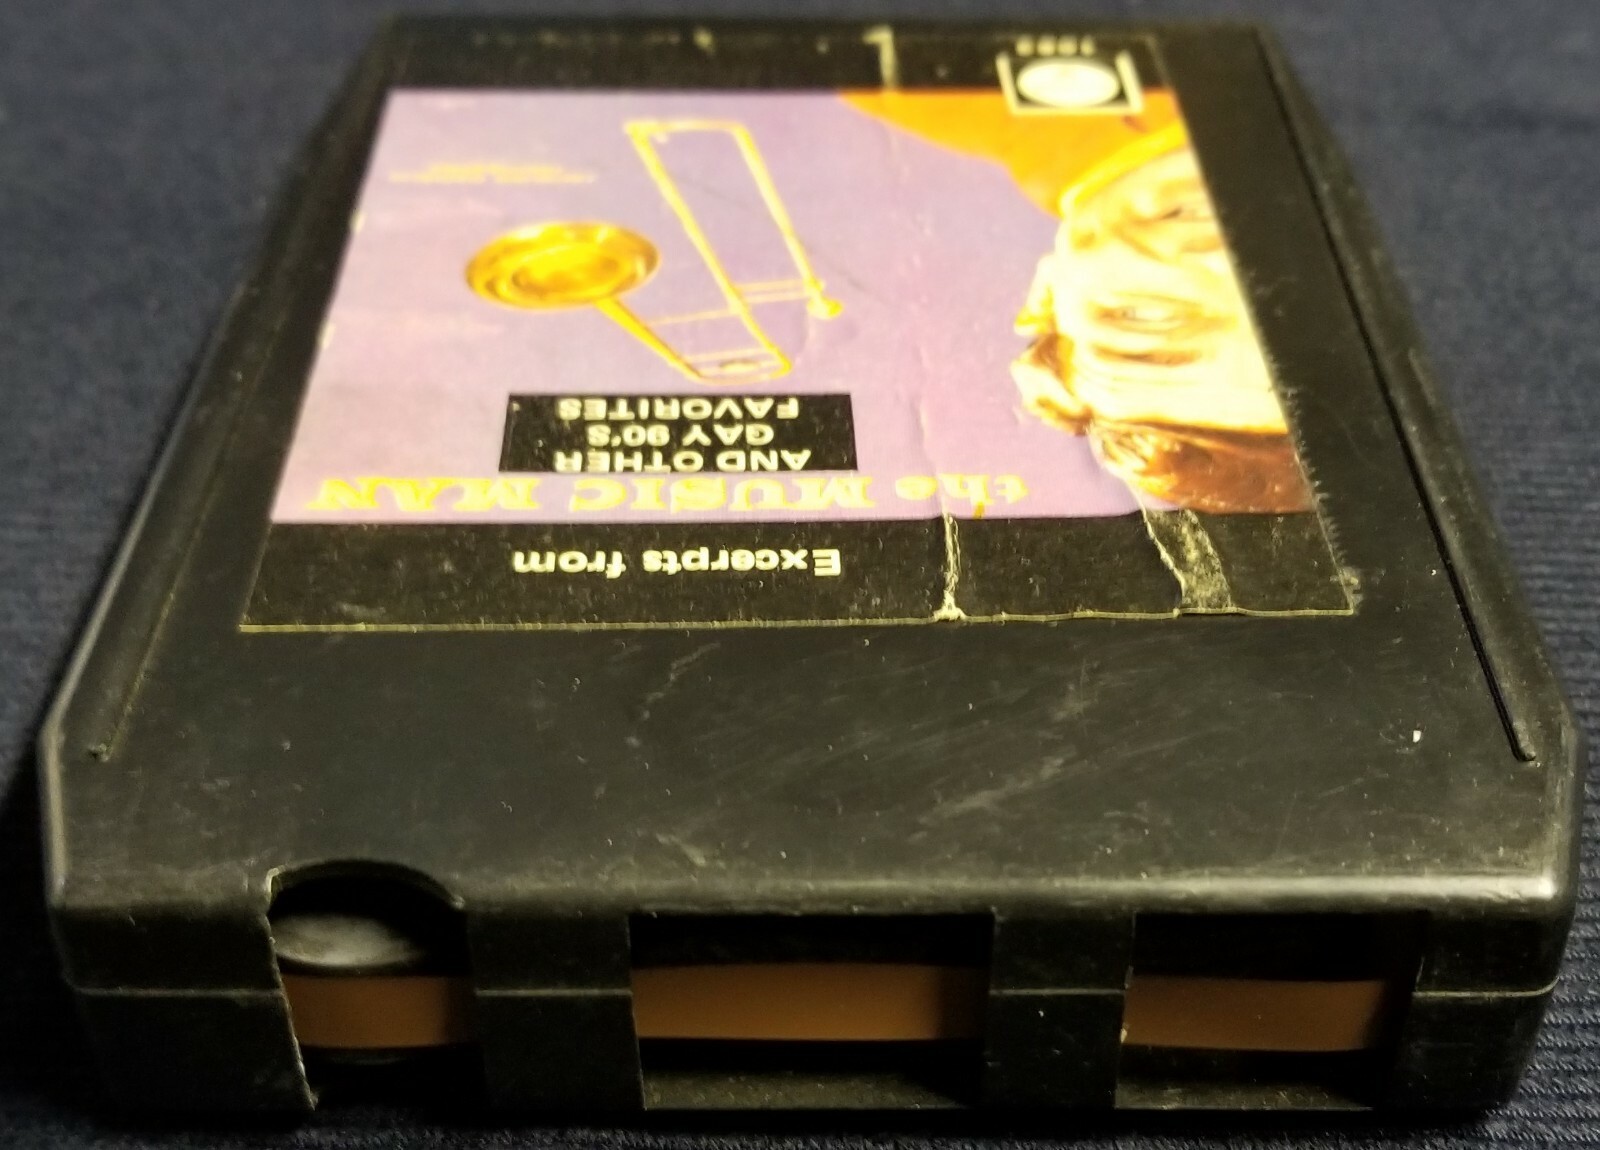 Excerpts from
the MUSIC MAN
AND OTHER
GAY 90'S
FAVORITES